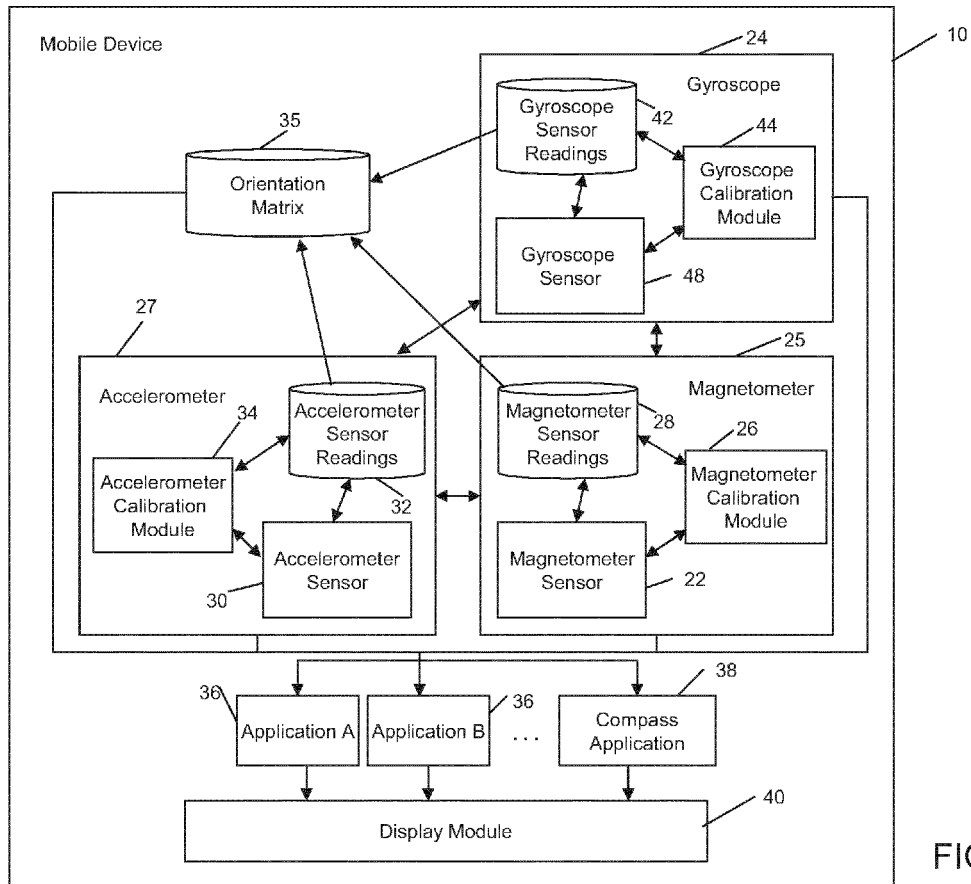 Mobile Device
10
24
Gyroscope
42
Gyroscope
Sensor
Readings
44
Gyroscope
Calibration
Module
Gyroscope
Sensor
48
35
Orientation
Matrix
27
Accelerometer
34
Accelerometer
Sensor
Readings
32
Accelerometer
Calibration
Module
Accelerometer
Sensor
30
25
Magnetometer
Magnetometer
Sensor
Readings
28
26
Magnetometer
Calibration
Module
Magnetometer
Sensor
22
36
Application A
Application B
36
. . .
38
Compass
Application
Display Module
40
FIG